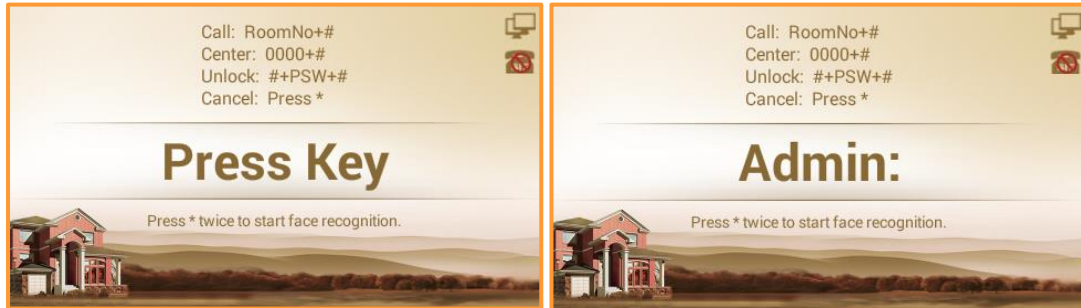 Call: RoomNo+#
Center: 0000+#
Unlock: #+PSW+#
Cancel: Press *
Press Key
Press * twice to start face recognition.
Call: RoomNo+#
Center: 0000+#
Unlock: #+PSW+#
Cancel: Press *
Admin:
Press * twice to start face recognition.